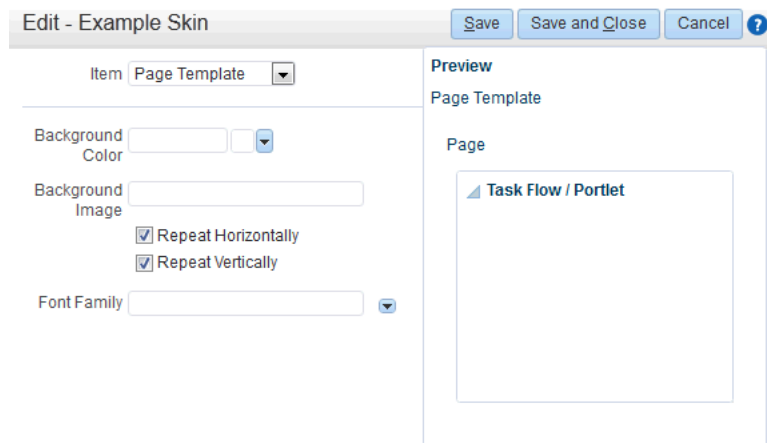 Edit - Example Skin
Save
Save and Close
Cancel
?
Item
Page Template
Background
Color
Background
Image
Repeat Horizontally
Repeat Vertically
Font Family
Preview
Page Template
Page
Task Flow / Portlet